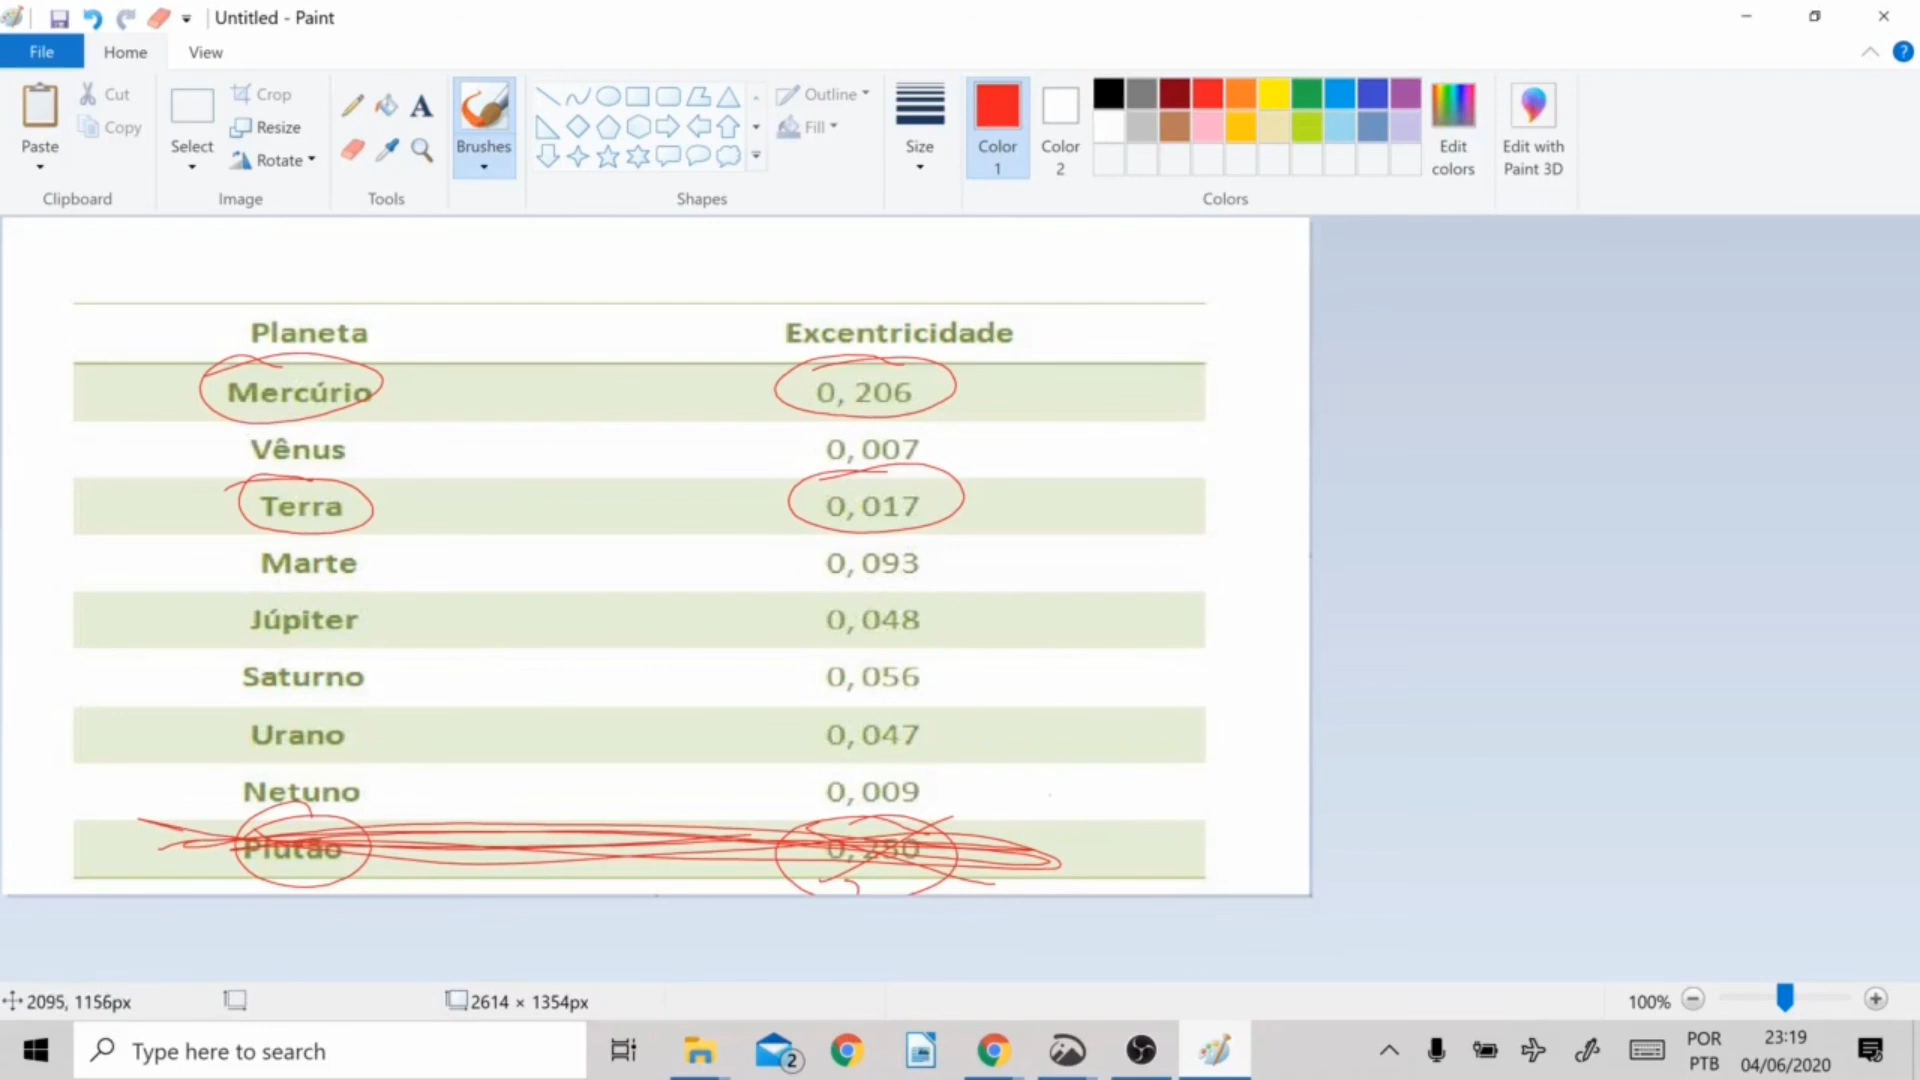 Untitled - Paint
File Home View
Paste
Cut
Copy
Clipboard
Select
Crop
Resize
Rotate
Image
Tools
Brushes
Shapes
Outline
Fill
Size
Color 1
Color 2
Colors
Edit colors
Edit with Paint 3D
Planeta Excentricidade
Mercúrio 0, 206
Vênus 0, 007
Terra 0, 017
Marte 0, 093
Júpiter 0, 048
Saturno 0, 056
Urano 0, 047
Netuno 0, 009
Plutão
2095, 1156px 2614 × 1354px 100%
Type here to search 2 POR PTB 23:19 04/06/2020